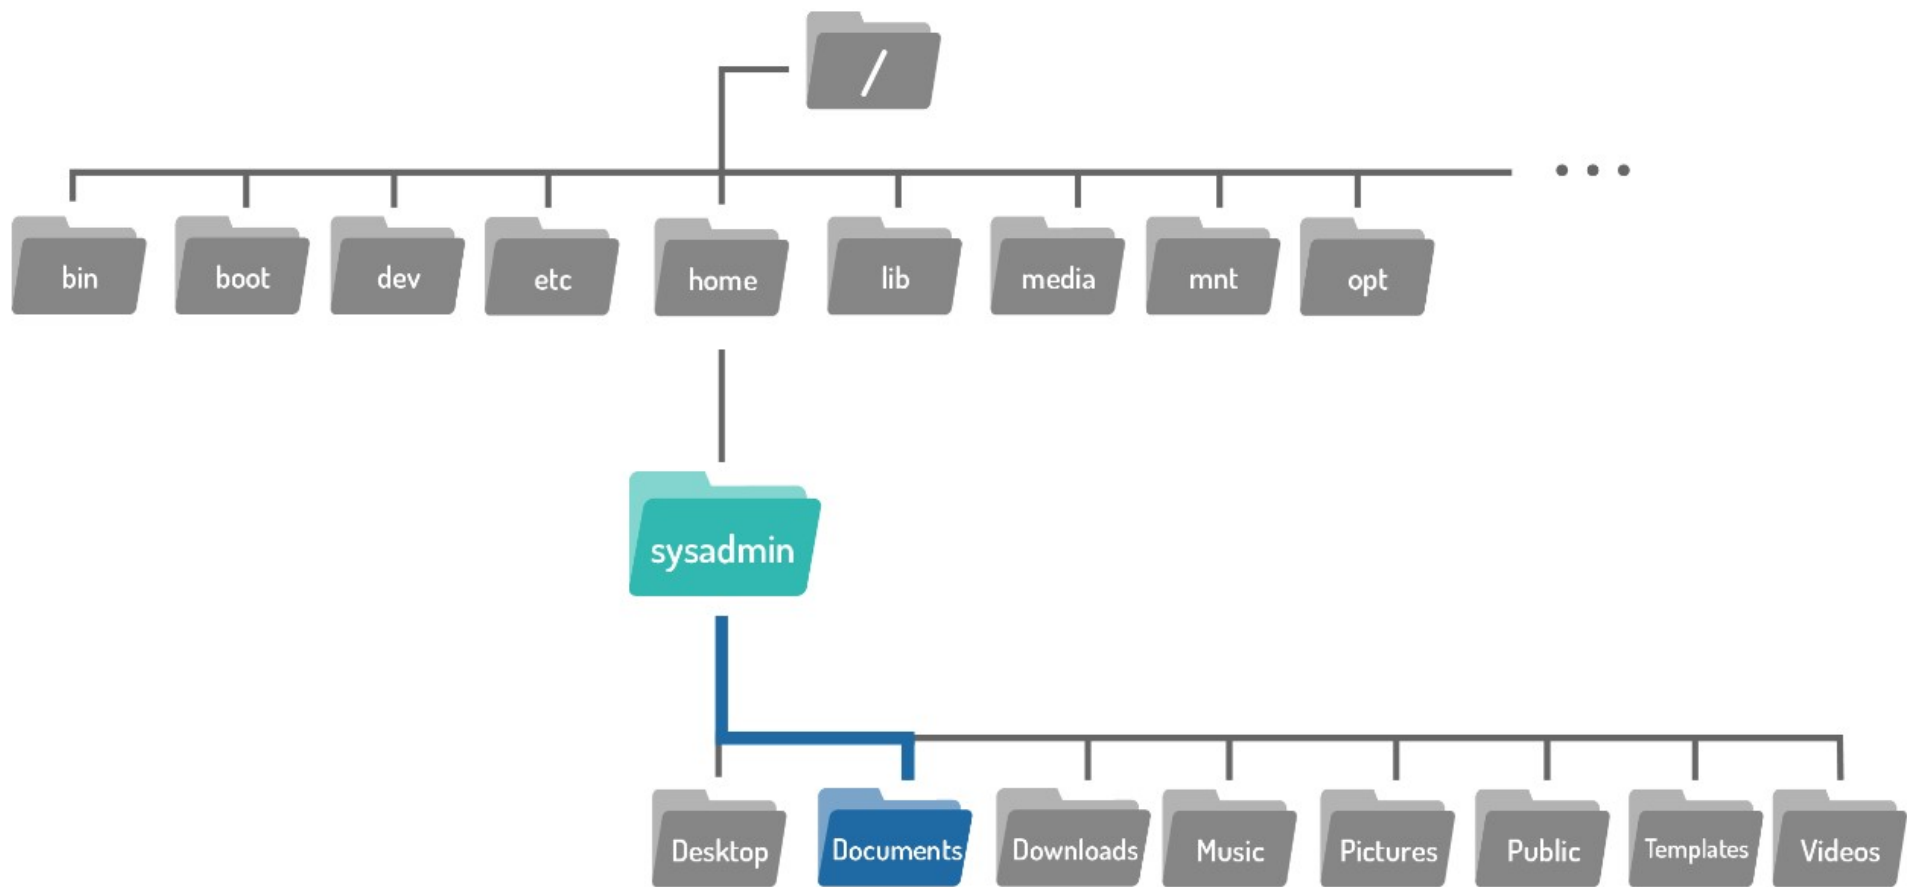 /
...
bin boot dev etc home lib media mnt opt
sysadmin
Desktop Documents Downloads Music Pictures Public Templates Videos